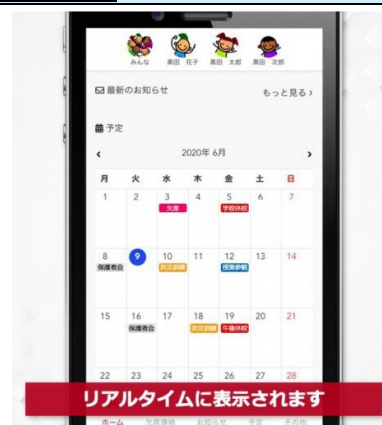 みんな 黒田 花子 黒田 太郎 黒田 次郎
最新のお知らせ もっと見る ›
予定
‹ 2020年 6月 ›
月 火 水 木 金 土 日
1 2 3 4 5 6 7
欠席 学校休校
8 9 10 11 12 13 14
保護者会 防災訓練 授業参観
15 16 17 18 19 20 21
保護者会 防災訓練 午後休校
22 23 24 25 26 27 28
リアルタイムに表示されます
ホーム 欠席連絡 お知らせ 予定 その他